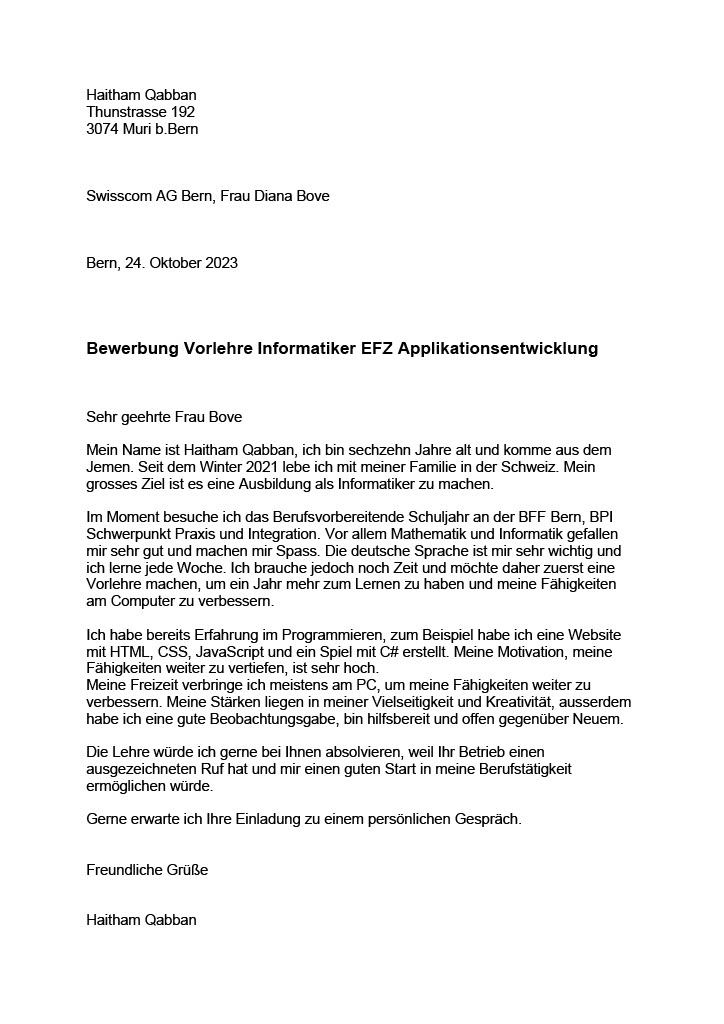 Haitham Qabban
Thunstrasse 192
3074 Muri b.Bern
Swisscom AG Bern, Frau Diana Bove
Bern, 24. Oktober 2023
Bewerbung Vorlehre Informatiker EFZ Applikationsentwicklung
Sehr geehrte Frau Bove
Mein Name ist Haitham Qabban, ich bin sechzehn Jahre alt und komme aus dem
Jemen. Seit dem Winter 2021 lebe ich mit meiner Familie in der Schweiz. Mein
grosses Ziel ist es eine Ausbildung als Informatiker zu machen.
Im Moment besuche ich das Berufsvorbereitende Schuljahr an der BFF Bern, BPI
Schwerpunkt Praxis und Integration. Vor allem Mathematik und Informatik gefallen
mir sehr gut und machen mir Spass. Die deutsche Sprache ist mir sehr wichtig und
ich lerne jede Woche. Ich brauche jedoch noch Zeit und möchte daher zuerst eine
Vorlehre machen, um ein Jahr mehr zum Lernen zu haben und meine Fähigkeiten
am Computer zu verbessern.
Ich habe bereits Erfahrung im Programmieren, zum Beispiel habe ich eine Website
mit HTML, CSS, JavaScript und ein Spiel mit C# erstellt. Meine Motivation, meine
Fähigkeiten weiter zu vertiefen, ist sehr hoch.
Meine Freizeit verbringe ich meistens am PC, um meine Fähigkeiten weiter zu
verbessern. Meine Stärken liegen in meiner Vielseitigkeit und Kreativität, ausserdem
habe ich eine gute Beobachtungsgabe, bin hilfsbereit und offen gegenüber Neuem.
Die Lehre würde ich gerne bei Ihnen absolvieren, weil Ihr Betrieb einen
ausgezeichneten Ruf hat und mir einen guten Start in meine Berufstätigkeit
ermöglichen würde.
Gerne erwarte ich Ihre Einladung zu einem persönlichen Gespräch.
Freundliche Grüße
Haitham Qabban